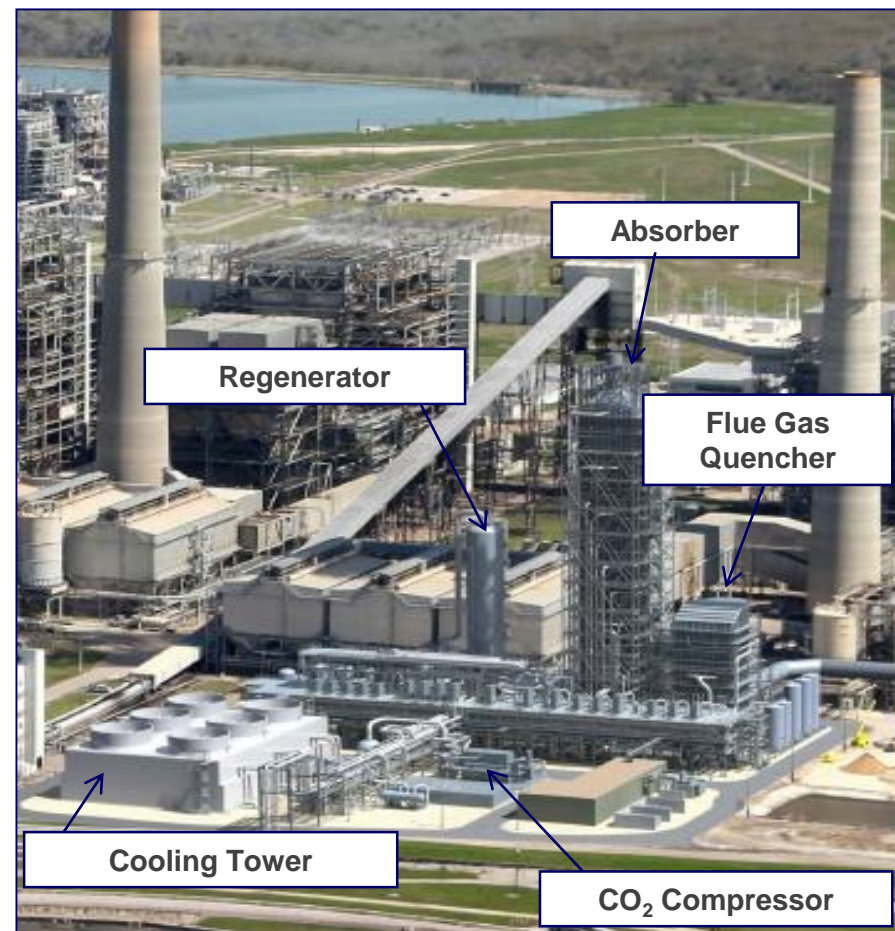 Absorber
Regenerator
Flue Gas
Quencher
Cooling Tower
CO₂ Compressor